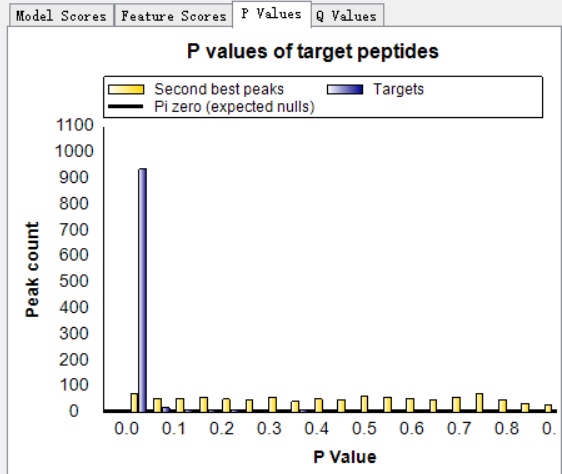 Model Scores Feature Scores P Values Q Values
P values of target peptides
Second best peaks Targets
Pi zero (expected nulls)
1100
1000
900
800
700
600
500
400
300
200
100
0
Peak count
0.0 0.1 0.2 0.3 0.4 0.5 0.6 0.7 0.8 0.
P Value